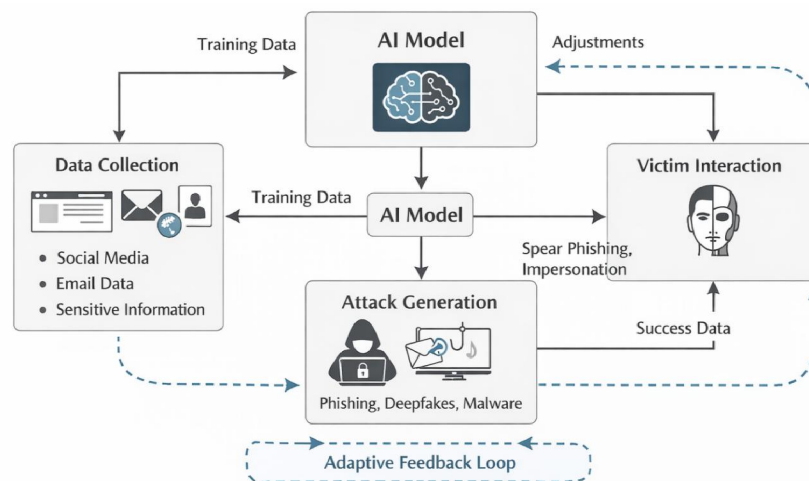 Training Data
AI Model
Adjustments
Data Collection
Victim Interaction
Training Data
AI Model
• Social Media
• Email Data
• Sensitive Information
Spear Phishing,
Impersonation
Attack Generation
Success Data
Phishing, Deepfakes, Malware
Adaptive Feedback Loop